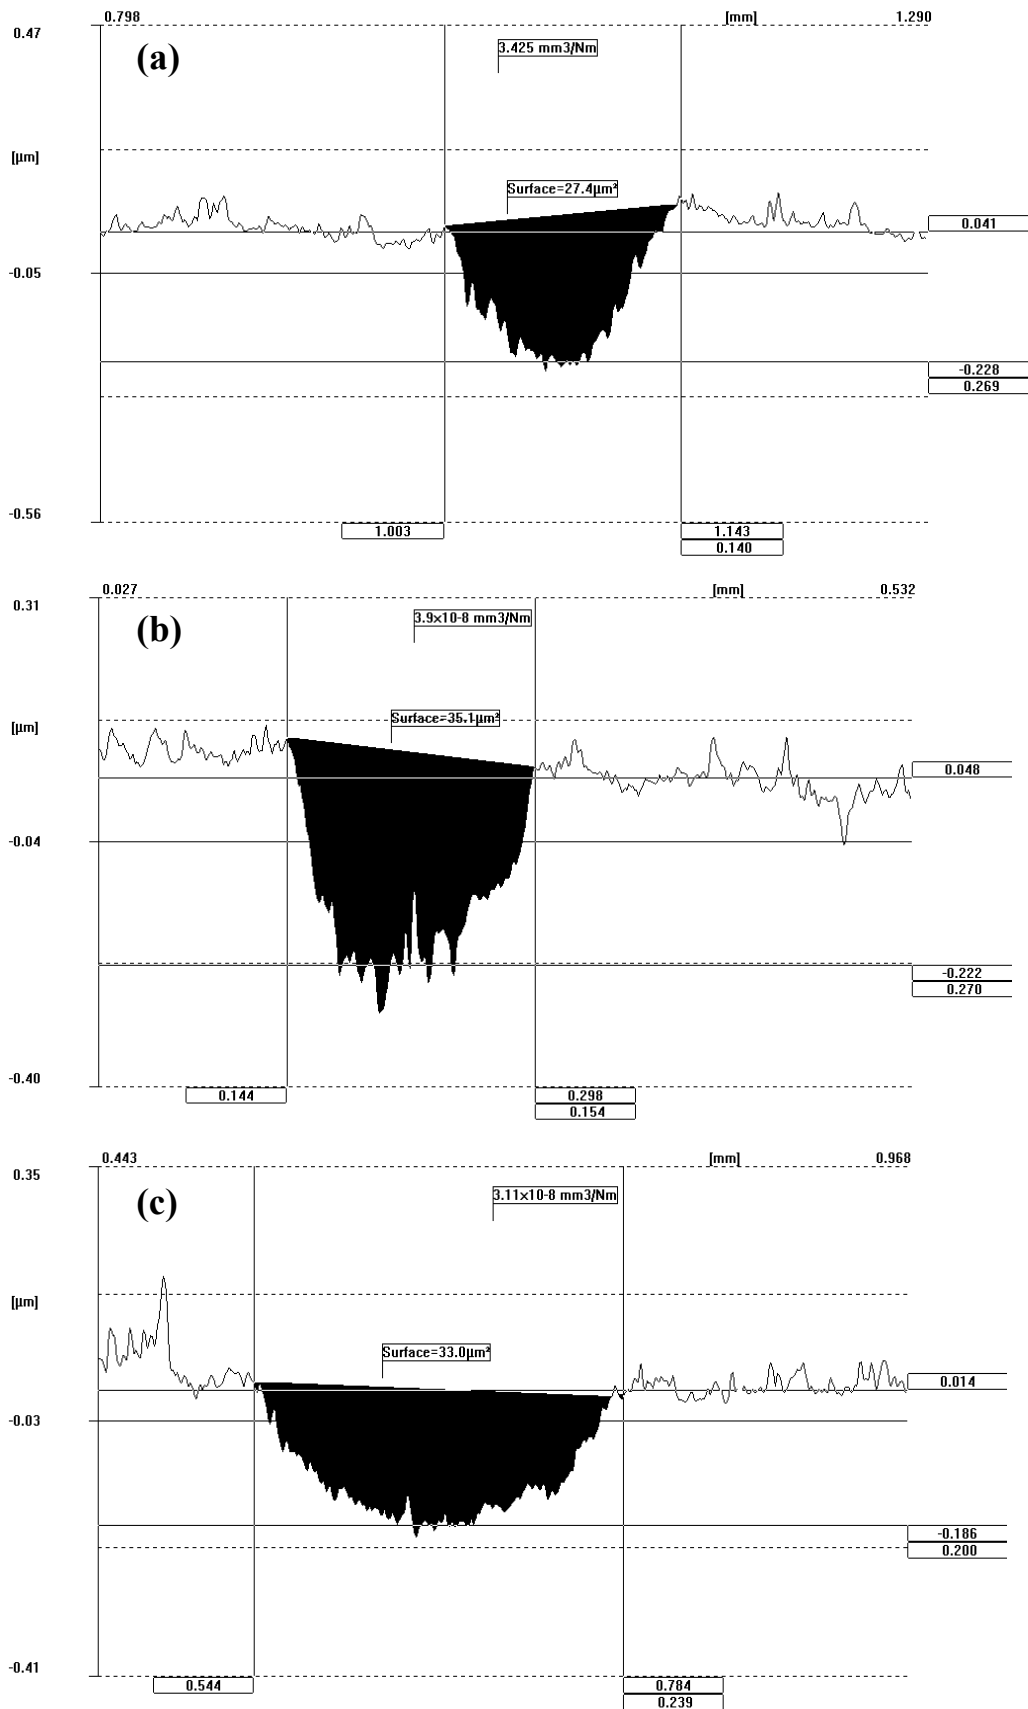 0.798 [mm] 1.290
0.47
(a)
3.425 mm3/Nm
[µm]
Surface=27.4µm²
0.041
-0.05
-0.228
0.269
-0.56
1.003 1.143
0.140
0.027 [mm] 0.532
0.31
3.9×10-8 mm3/Nm
(b)
[µm]
Surface=35.1µm²
0.048
-0.04
-0.222
0.270
-0.40
0.144 0.298
0.154
0.443 [mm] 0.968
0.35
3.11×10-8 mm3/Nm
(c)
[µm]
Surface=33.0µm²
0.014
-0.03
-0.186
0.200
-0.41
0.544 0.784
0.239